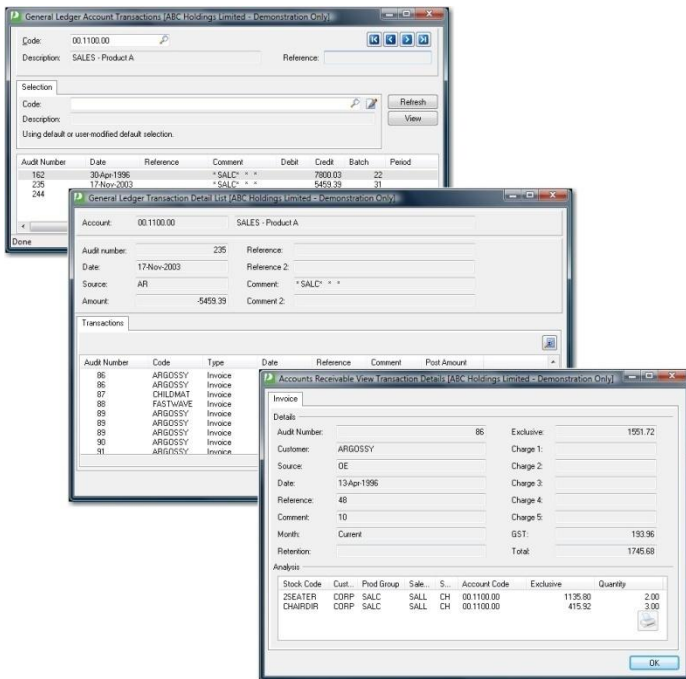 General Ledger Account Transactions [ABC Holdings Limited - Demonstration Only]
Code: 00.1100.00
Description: SALES - Product A Reference:
Selection
Code: Refresh
Description: View
Using default or user-modified default selection.
Audit Number Date Reference Comment Debit Credit Batch Period
162 30-Apr-1996 * SALC* * * 7800.03 22
235 17-Nov-2003 * SALC* * * 5459.39 31
244
Done
General Ledger Transaction Detail List [ABC Holdings Limited - Demonstration Only]
Account: 00.1100.00 SALES - Product A
Audit number: 235 Reference:
Date: 17-Nov-2003 Reference 2:
Source: AR Comment: * SALC* * *
Amount: -5459.39 Comment 2:
Transactions
Audit Number Code Type Date Reference Comment Post Amount
86 ARGOSSY Invoice
86 ARGOSSY Invoice
87 CHILDMAT Invoice
88 FASTWAVE Invoice
89 ARGOSSY Invoice
89 ARGOSSY Invoice
89 ARGOSSY Invoice
90 ARGOSSY Invoice
91 ARGOSSY Invoice
Accounts Receivable View Transaction Details [ABC Holdings Limited - Demonstration Only]
Invoice
Details
Audit Number: 86 Exclusive: 1551.72
Customer: ARGOSSY Charge 1:
Source: OE Charge 2:
Date: 13-Apr-1996 Charge 3:
Reference: 48 Charge 4:
Comment: 10 Charge 5:
Month: Current GST: 193.96
Retention: Total: 1745.68
Analysis
Stock Code Cust... Prod Group Sale... S... Account Code Exclusive Quantity
2SEATER CORP SALC SALL CH 00.1100.00 1135.80 2.00
CHAIRDIR CORP SALC SALL CH 00.1100.00 415.92 3.00
OK